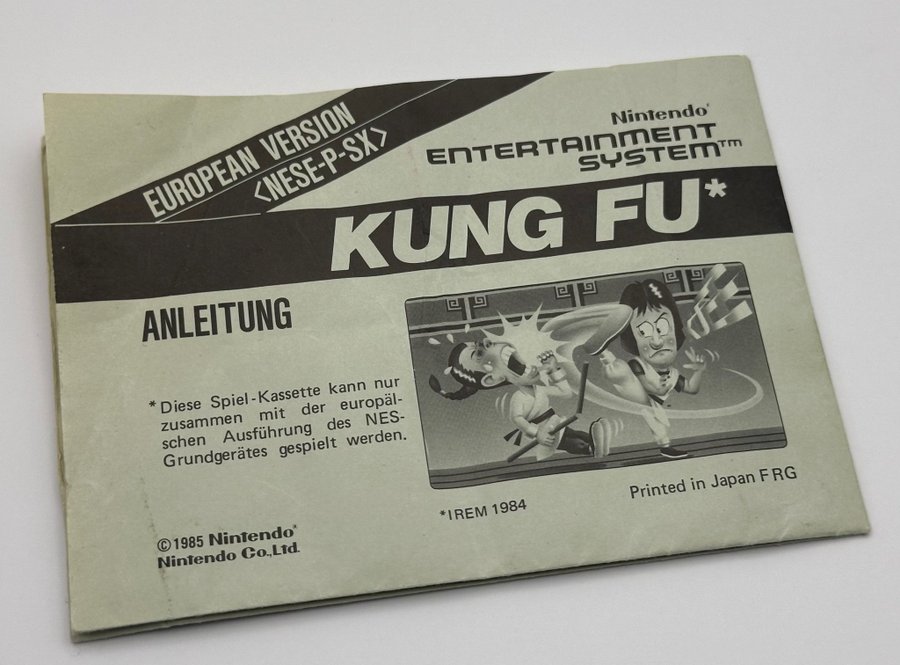 EUROPEAN VERSION
<NESE-P-SX>
Nintendo®
ENTERTAINMENT
SYSTEM™
KUNG FU*
ANLEITUNG
*Diese Spiel-Kassette kann nur
zusammen mit der europäl-
schen Ausführung des NES-
Grundgerätes gespielt werden.
*IREM 1984
Printed in Japan FRG
©1985 Nintendo®
Nintendo Co.,Ltd.